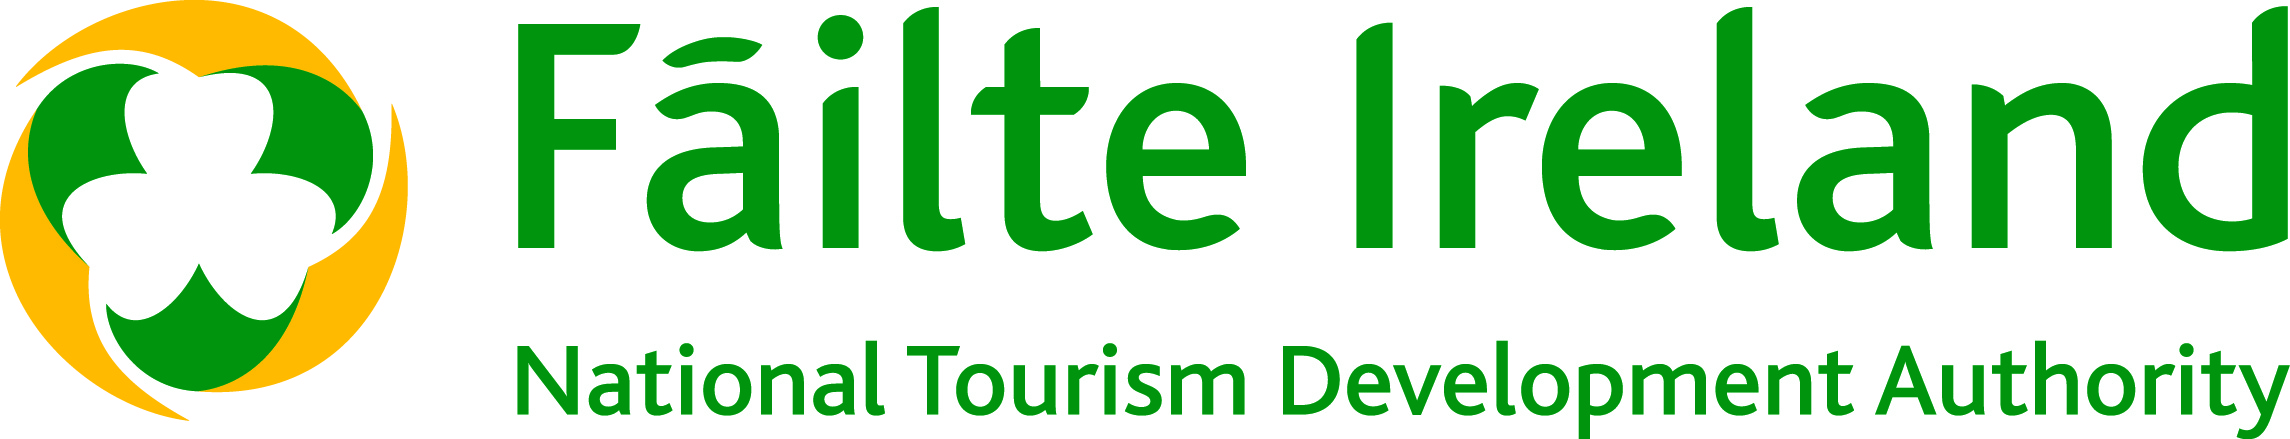 Fáilte Ireland
National Tourism Development Authority